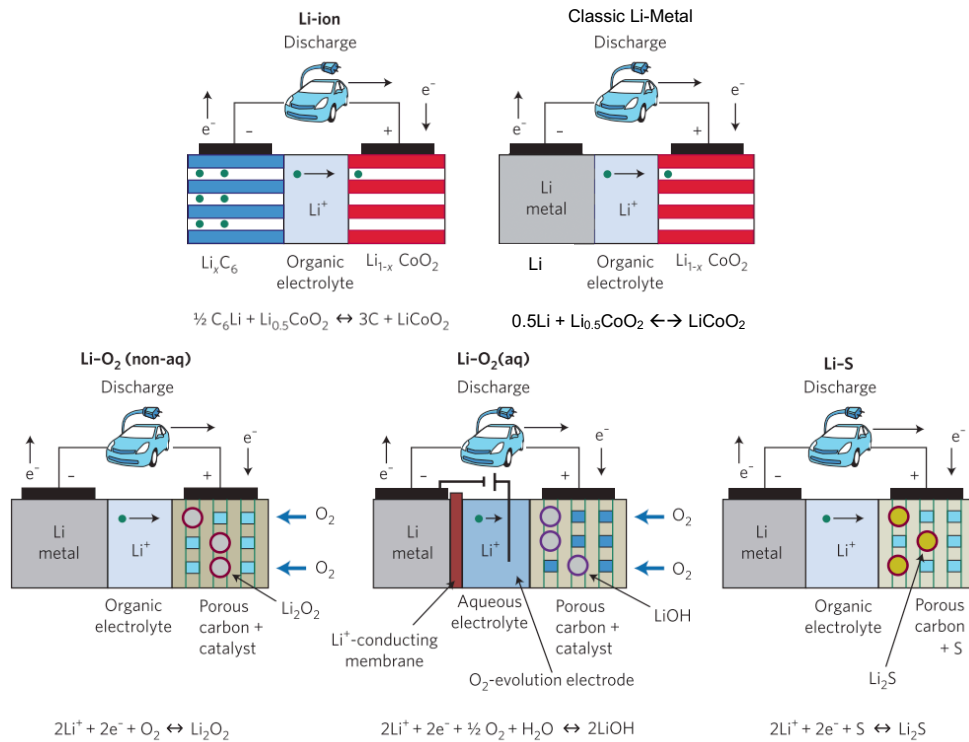 Li-ion
Discharge
e⁻
−
+
e⁻
Li⁺
LiₓC₆
Organic
electrolyte
Li₁₋ₓ CoO₂
½ C₆Li + Li₀.₅CoO₂ ↔ 3C + LiCoO₂
Classic Li-Metal
Discharge
e⁻
−
+
e⁻
Li
metal
Li⁺
Li
Organic
electrolyte
Li₁₋ₓ CoO₂
0.5Li + Li₀.₅CoO₂ ←→ LiCoO₂
Li–O₂ (non-aq)
Discharge
e⁻
−
+
e⁻
Li
metal
Li⁺
O₂
O₂
Li₂O₂
Organic
electrolyte
Porous
carbon +
catalyst
2Li⁺ + 2e⁻ + O₂ ↔ Li₂O₂
Li–O₂(aq)
Discharge
e⁻
−
+
e⁻
Li
metal
Li⁺
O₂
O₂
LiOH
Li⁺-conducting
membrane
Aqueous
electrolyte
Porous
carbon +
catalyst
O₂-evolution electrode
2Li⁺ + 2e⁻ + ½ O₂ + H₂O ↔ 2LiOH
Li–S
Discharge
e⁻
−
+
e⁻
Li
metal
Li⁺
Organic
electrolyte
Porous
carbon
+ S
Li₂S
2Li⁺ + 2e⁻ + S ↔ Li₂S